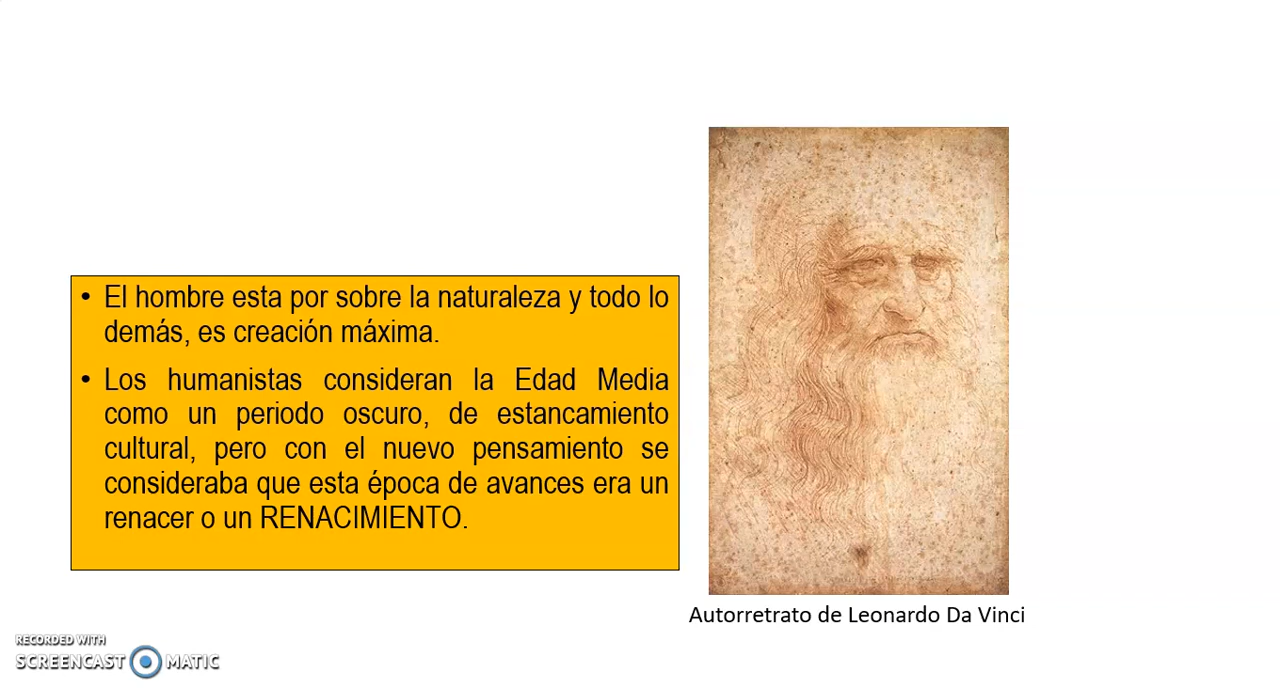 • El hombre esta por sobre la naturaleza y todo lo
demás, es creación máxima.
• Los humanistas consideran la Edad Media
como un periodo oscuro, de estancamiento
cultural, pero con el nuevo pensamiento se
consideraba que esta época de avances era un
renacer o un RENACIMIENTO.
Autorretrato de Leonardo Da Vinci
RECORDED WITH
SCREENCAST MATIC